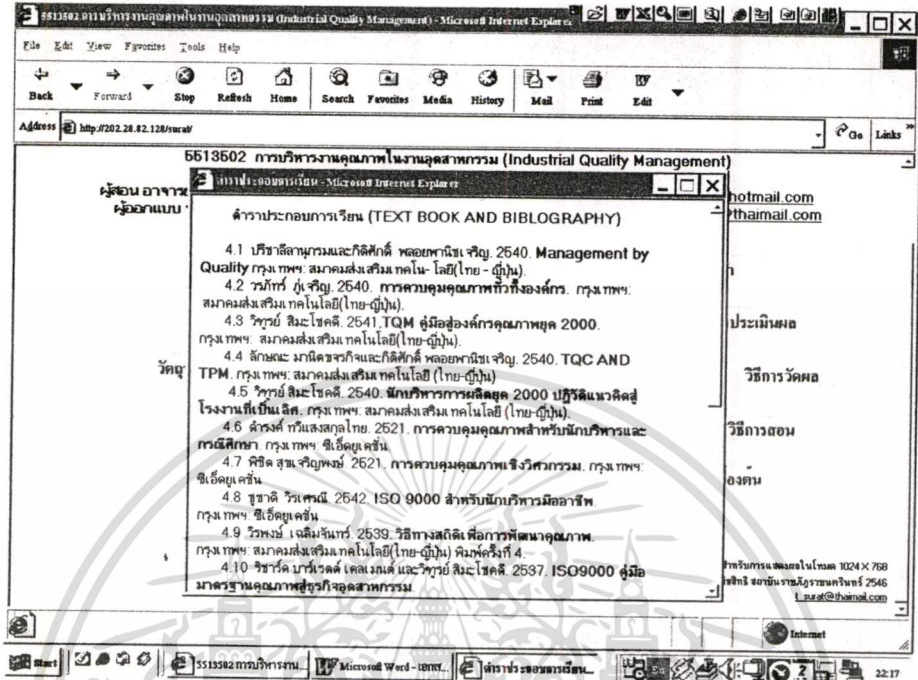 5513502 การบริหารงานคุณภาพในงานอุตสาหกรรม (Industrial Quality Management) - Microsoft Internet Explorer
File Edit View Favorites Tools Help
Back Forward Stop Refresh Home Search Favorites Media History Mail Print Edit
Address http://202.28.82.128/surat/ Go Links
5513502 การบริหารงานคุณภาพในงานอุตสาหกรรม (Industrial Quality Management)
ผู้สอน อาจาร hotmail.com
ผู้ออกแบบ thaimail.com
ประเมินผล
วัตถุ วิธีการวัดผล
วิธีการสอน
องต้น
ตำราประกอบการเรียน - Microsoft Internet Explorer
ตำราประกอบการเรียน (TEXT BOOK AND BIBLOGRAPHY)
4.1 ปรีชาลีลานุกรมและกิติศักดิ์ พลอยพานิชเจริญ. 2540. Management by
Quality กรุงเทพฯ: สมาคมส่งเสริมเทคโน- โลยี(ไทย - ญี่ปุ่น).
4.2 วรภัทร์ ภู่เจริญ. 2540. การควบคุมคุณภาพทั่วทั้งองค์กร. กรุงเทพฯ:
สมาคมส่งเสริมเทคโนโลยี(ไทย-ญี่ปุ่น).
4.3 วิฑูรย์ สิมะโชคดี. 2541.TQM คู่มือสู่องค์กรคุณภาพยุค 2000.
กรุงเทพฯ: สมาคมส่งเสริมเทคโนโลยี(ไทย-ญี่ปุ่น).
4.4 ลักษณะ มานิตขจรกิจและกิติศักดิ์ พลอยพานิชเจริญ. 2540. TQC AND
TPM. กรุงเทพฯ: สมาคมส่งเสริมเทคโนโลยี (ไทย-ญี่ปุ่น)
4.5 วิฑูรย์ สิมะโชคดี. 2540. นักบริหารการผลิตยุค 2000 ปฏิวัติแนวคิดสู่
โรงงานที่เป็นเลิศ. กรุงเทพฯ: สมาคมส่งเสริมเทคโนโลยี (ไทย-ญี่ปุ่น).
4.6 ดำรงค์ ทวีแสงสกุลไทย. 2521. การควบคุมคุณภาพสำหรับนักบริหารและ
กรณีศึกษา. กรุงเทพฯ: ซีเอ็ดยูเคชั่น
4.7 พิชิต สุขเจริญพงษ์. 2521. การควบคุมคุณภาพเชิงวิศวกรรม. กรุงเทพฯ:
ซีเอ็ดยูเคชั่น
4.8 ชูชาติ วิรเศรณี. 2542. ISO 9000 สำหรับนักบริหารมืออาชีพ.
กรุงเทพฯ: ซีเอ็ดยูเคชั่น
4.9 วิรพงษ์ เฉลิมจันทร์. 2539. วิธีทางสถิติเพื่อการพัฒนาคุณภาพ.
กรุงเทพฯ: สมาคมส่งเสริมเทคโนโลยี(ไทย-ญี่ปุ่น) พิมพ์ครั้งที่ 4.
4.10 ริชาร์ด บาร์เรตต์ เคลเมนต์ และวิฑูรย์ สิมะโชคดี. 2537. ISO9000 คู่มือ
มาตรฐานคุณภาพสู่ธุรกิจอุตสาหกรรม.
หรับการแสดงผลในโหมด 1024 X 768
สิทธิ์ สถาบันราชภัฏราชนครินทร์ 2546
t_surat@thaimail.com
Internet
Start 5513502 การบริหารงาน... Microsoft Word - เอกส... ตำราประกอบการเรียน... 22:17